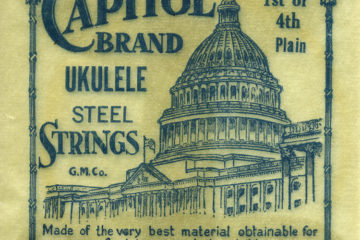 CAPITOL
BRAND
1st or
4th
Plain
UKULELE
STEEL
STRINGS
G.M.Co.
Made of the very best material obtainable for